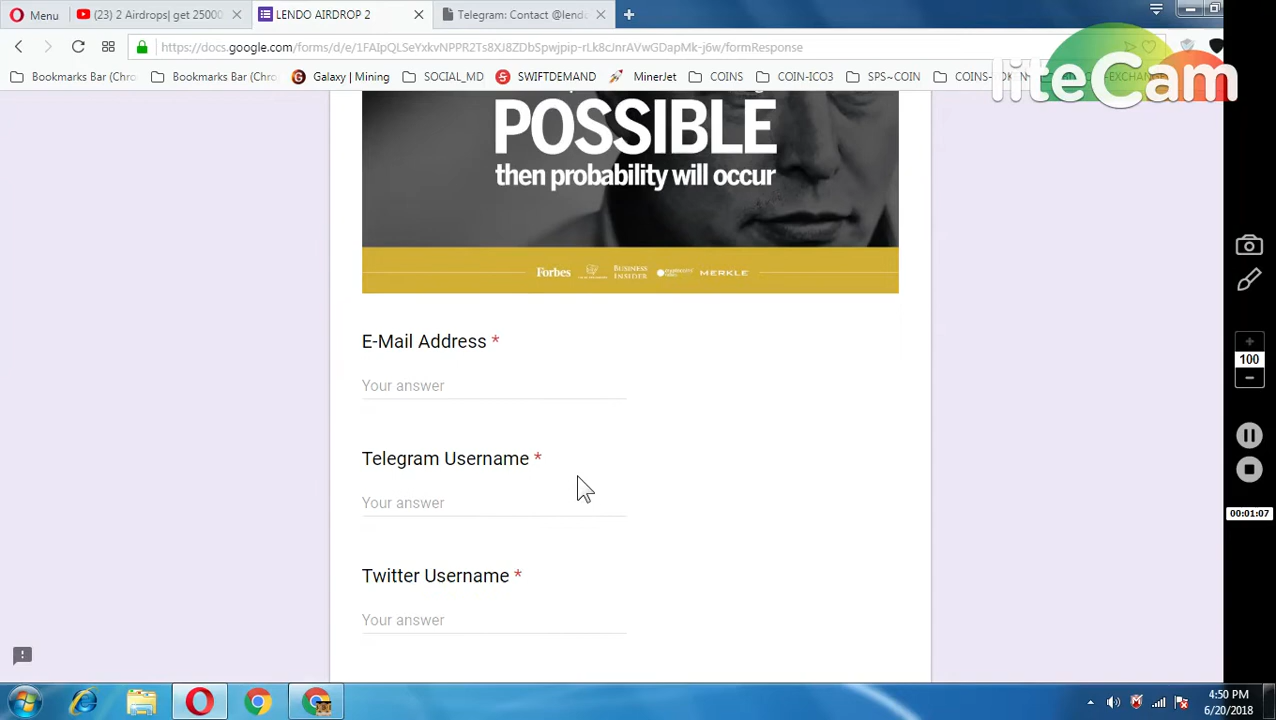 Menu
(23) 2 Airdrops| get 25000
LENDO AIRDROP 2
Telegram: Contact @lendo
https://docs.google.com/forms/d/e/1FAIpQLSeYxkvNPPR2Ts8XJ8ZDbSpwjpip-rLk8cJnrAVwGDapMk-j6w/formResponse
Bookmarks Bar (Chro
Bookmarks Bar (Chro
Galaxy | Mining
SOCIAL_MD
SWIFTDEMAND
MinerJet
COINS
COIN-ICO3
SPS~COIN
liteCam
POSSIBLE
then probability will occur
Forbes
BUSINESS
INSIDER
MERKLE
E-Mail Address *
Your answer
Telegram Username *
Your answer
Twitter Username *
Your answer
100
00:01:07
4:50 PM
6/20/2018